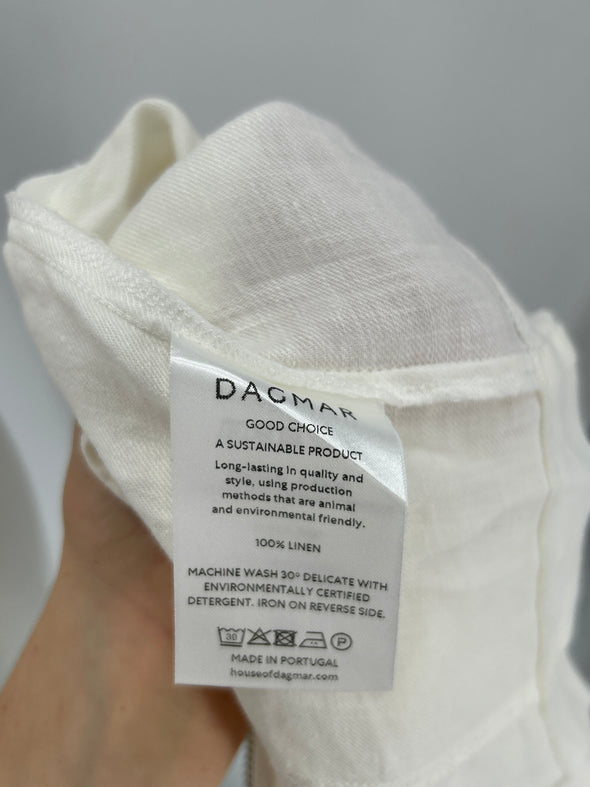 DAGMAR
GOOD CHOICE
A SUSTAINABLE PRODUCT
Long-lasting in quality and
style, using production
methods that are animal
and environmental friendly.
100% LINEN
MACHINE WASH 30° DELICATE WITH
ENVIRONMENTALLY CERTIFIED
DETERGENT. IRON ON REVERSE SIDE.
30 P
MADE IN PORTUGAL
houseofdagmar.com